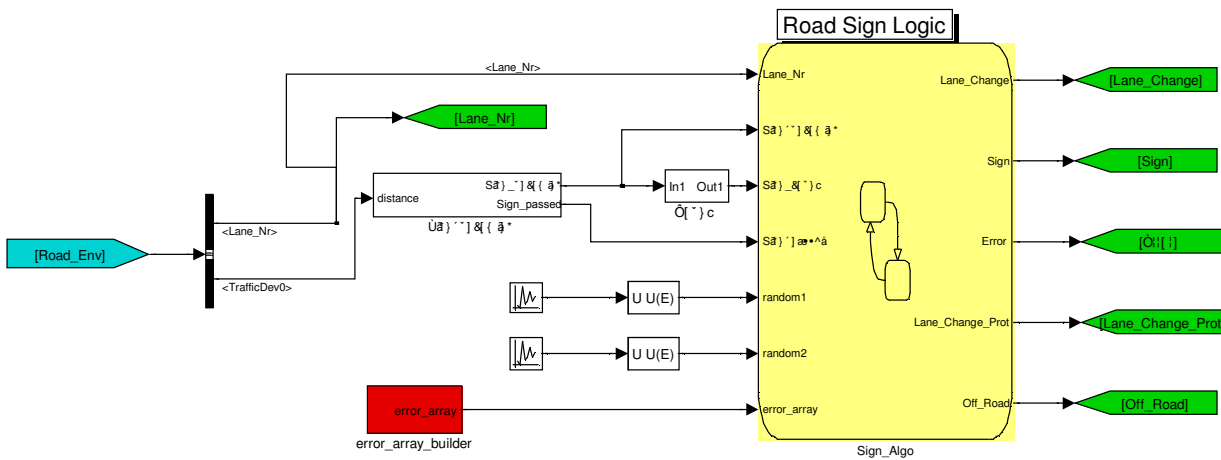 Road Sign Logic
<Lane_Nr>
Lane_Nr
Lane_Change
[Lane_Change]
[Lane_Nr]
Sign
[Sign]
distance
Sign_passed
In1
Out1
<Lane_Nr>
[Road_Env]
<TrafficDev0>
Error
random1
U U(E)
Lane_Change_Prot
[Lane_Change_Prot
random2
U U(E)
error_array
error_array
Off_Road
[Off_Road]
error_array_builder
Sign_Algo